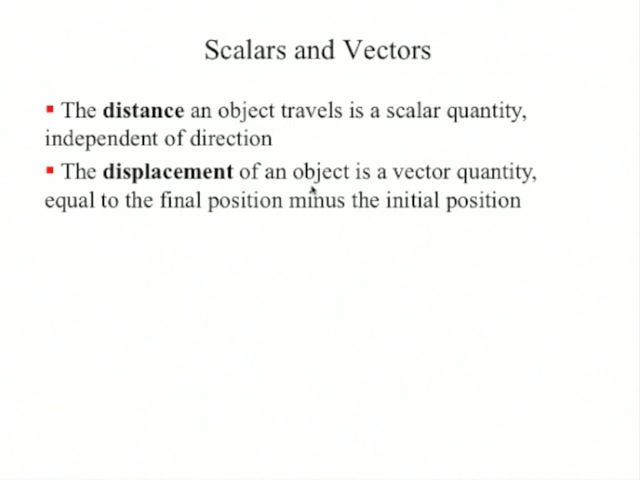 Scalars and Vectors
▪ The distance an object travels is a scalar quantity,
independent of direction
▪ The displacement of an object is a vector quantity,
equal to the final position minus the initial position